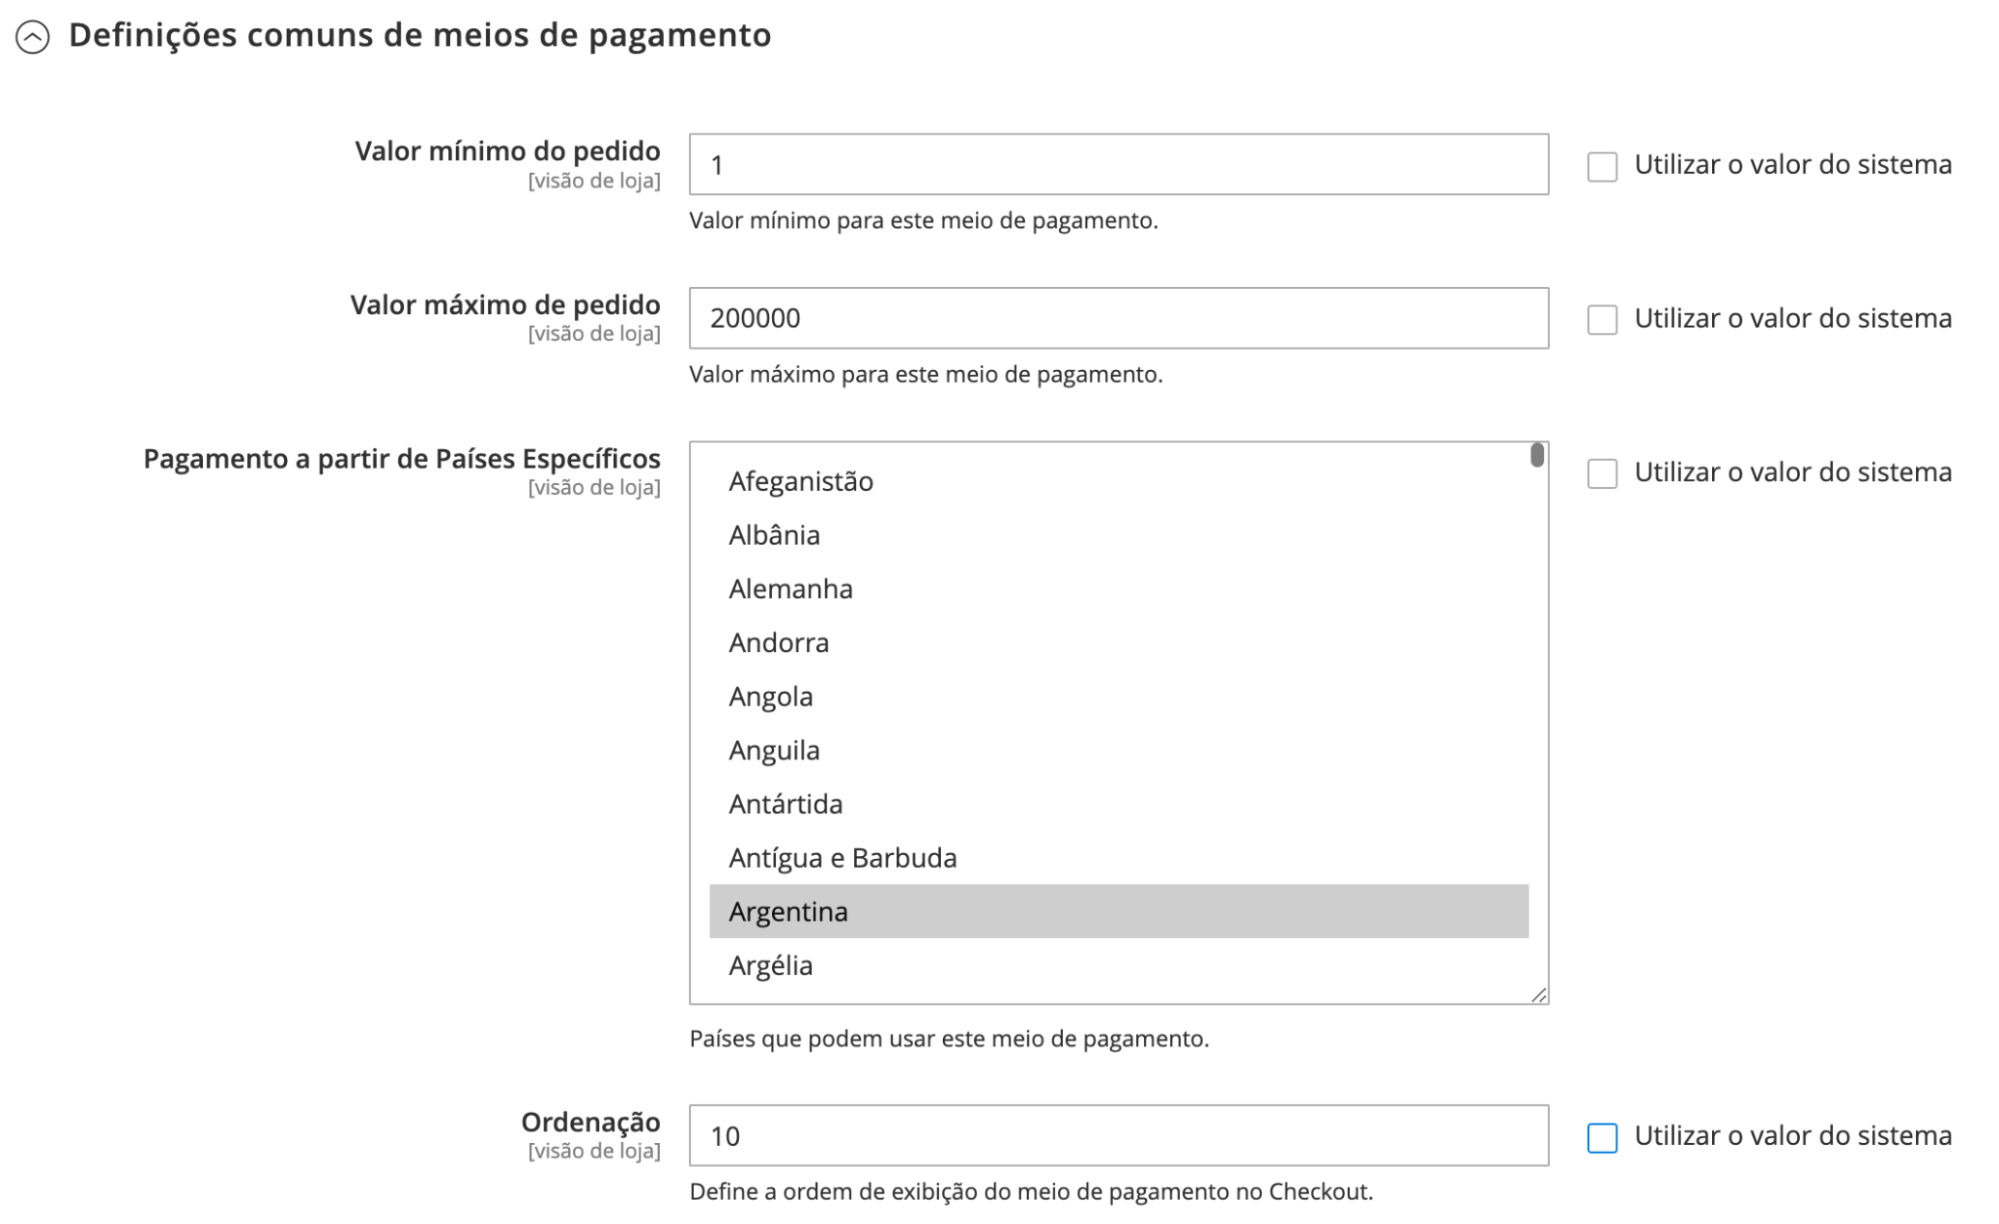 Definições comuns de meios de pagamento
Valor mínimo do pedido
[visão de loja]
1
Utilizar o valor do sistema
Valor mínimo para este meio de pagamento.
Valor máximo de pedido
[visão de loja]
200000
Utilizar o valor do sistema
Valor máximo para este meio de pagamento.
Pagamento a partir de Países Específicos
[visão de loja]
Utilizar o valor do sistema
Afeganistão
Albânia
Alemanha
Andorra
Angola
Anguila
Antártida
Antígua e Barbuda
Argentina
Argélia
Países que podem usar este meio de pagamento.
Ordenação
[visão de loja]
10
Utilizar o valor do sistema
Define a ordem de exibição do meio de pagamento no Checkout.